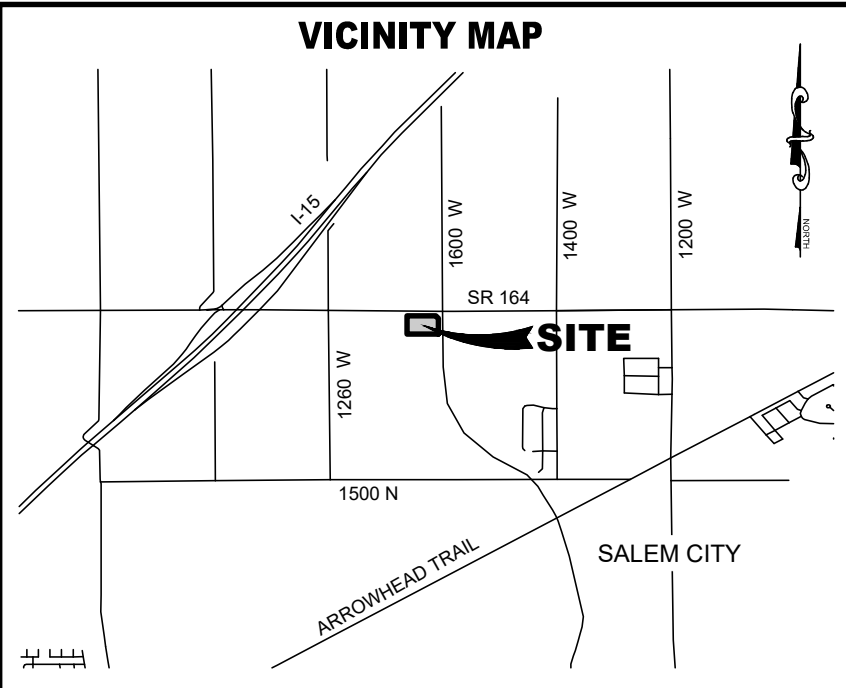 VICINITY MAP
I-15
1600 W
1400 W
1200 W
NORTH
SR 164
SITE
1260 W
1500 N
ARROWHEAD TRAIL
SALEM CITY